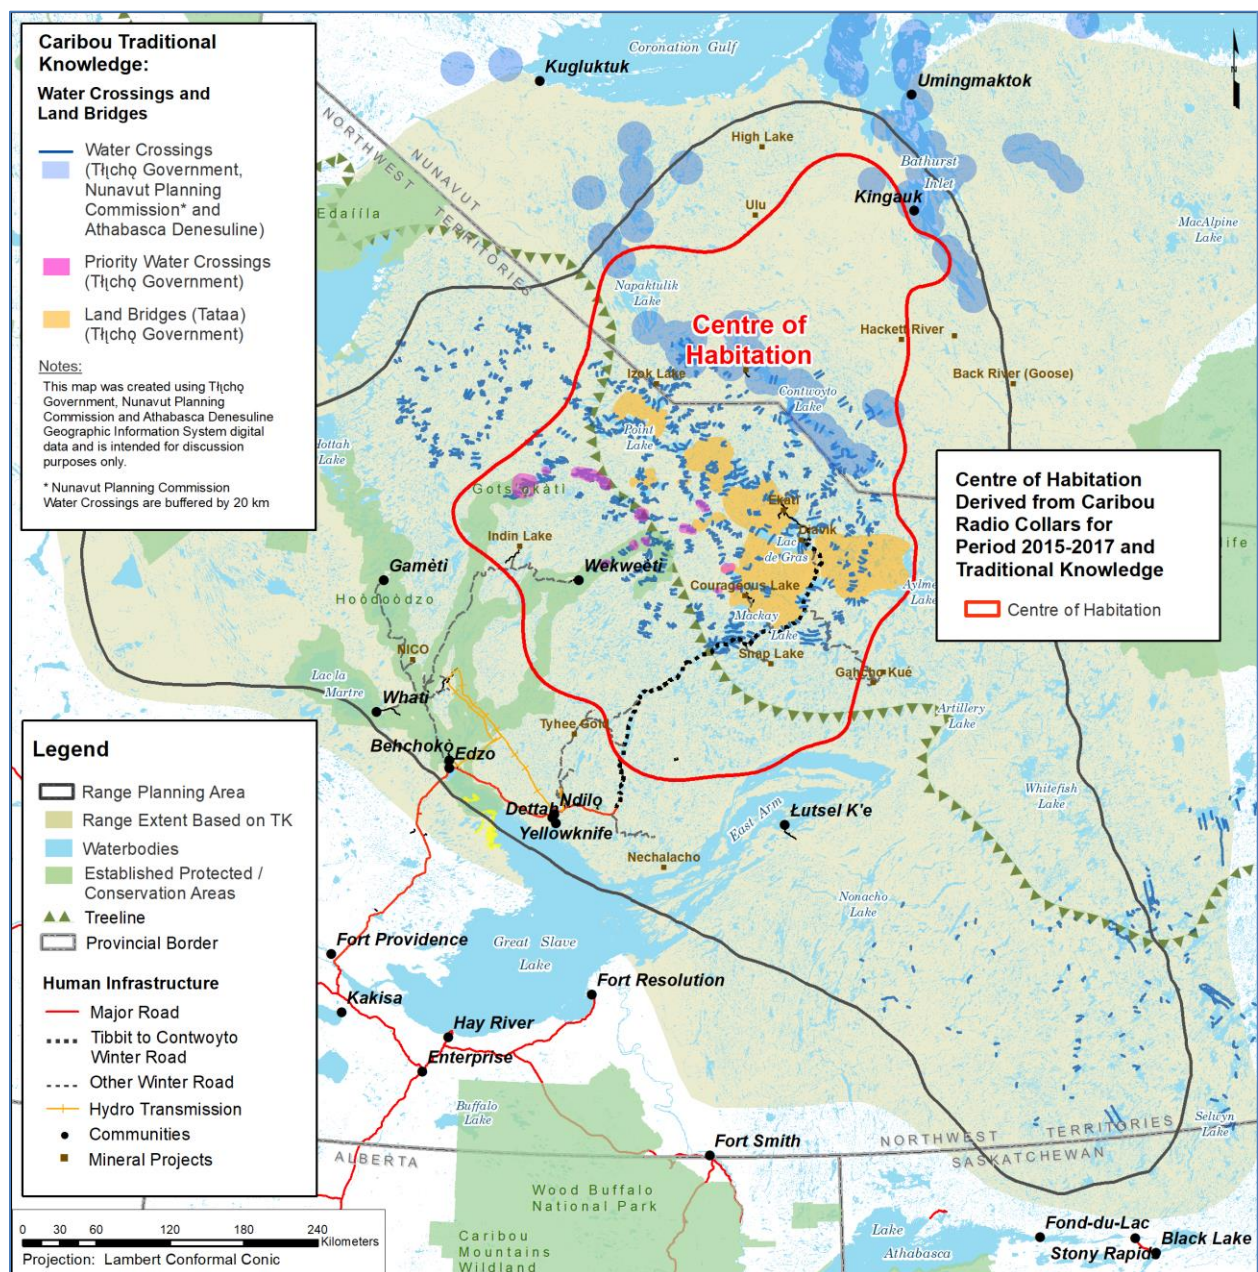 Caribou Traditional
Knowledge:
Water Crossings and
Land Bridges
Water Crossings
(Tłı̨chǫ Government,
Nunavut Planning
Commission* and
Athabasca Denesuline)
Priority Water Crossings
(Tłı̨chǫ Government)
Land Bridges (Tataa)
(Tłı̨chǫ Government)
Notes:
This map was created using Tłı̨chǫ
Government, Nunavut Planning
Commission and Athabasca Denesuline
Geographic Information System digital
data and is intended for discussion
purposes only.
* Nunavut Planning Commission
Water Crossings are buffered by 20 km
Coronation Gulf
Kugluktuk
Umingmaktok
N
NORTHWEST
TERRITORIES
NUNAVUT
High Lake
Bathurst
Inlet
Kingauk
Ulu
Edaííla
MacAlpine
Lake
Napaktulik
Lake
Centre of
Habitation
Hackett River
Izok Lake
Back River (Goose)
Contwoyto
Lake
Point
Lake
Hottah
Lake
Gots'ǫkàtì
Ekati
Diavik
Lac
de Gras
Indin Lake
Gamèti
Wekweètì
Hoòdoòdzo
Courageous Lake
Aylmer
Lake
Mackay
Lake
Snap Lake
Gahcho Kué
NICO
Lac la
Martre
Whatì
Artillery
Lake
Tyhee Gold
Behchokǫ̀
Edzo
Ndilo
Dettah
Yellowknife
East Arm
Łutsel K'e
Whitefish
Lake
Nechalacho
Nonacho
Lake
Centre of Habitation
Derived from Caribou
Radio Collars for
Period 2015-2017 and
Traditional Knowledge
Centre of Habitation
Legend
Range Planning Area
Range Extent Based on TK
Waterbodies
Established Protected /
Conservation Areas
Treeline
Provincial Border
Human Infrastructure
Major Road
Tibbit to Contwoyto
Winter Road
Other Winter Road
Hydro Transmission
Communities
Mineral Projects
Fort Providence
Great Slave
Lake
Kakisa
Fort Resolution
Hay River
Enterprise
Buffalo
Lake
Fort Smith
ALBERTA
NORTHWEST TERRITORIES
SASKATCHEWAN
Selwyn
Lake
Wood Buffalo
National Park
Caribou
Mountains
Wildland
Lake
Athabasca
Fond-du-Lac
Stony Rapids
Black Lake
0 30 60 120 180 240
Kilometers
Projection: Lambert Conformal Conic